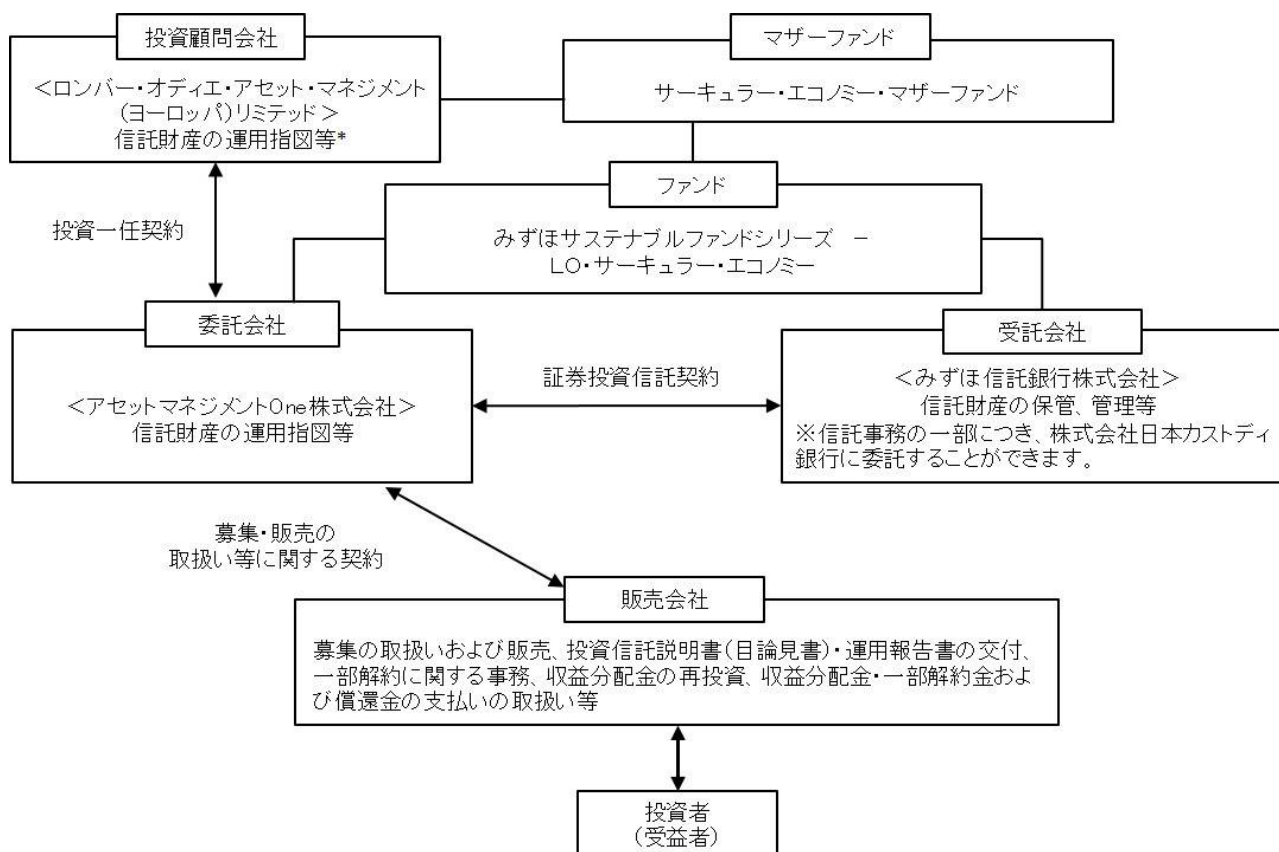 投資顧問会社
<ロンバー・オディエ・アセット・マネジメント
(ヨーロッパ)リミテッド>
信託財産の運用指図等*
マザーファンド
サーキュラー・エコノミー・マザーファンド
ファンド
みずほサステナブルファンドシリーズ －
LO・サーキュラー・エコノミー
投資一任契約
委託会社
<アセットマネジメントOne株式会社>
信託財産の運用指図等
証券投資信託契約
受託会社
<みずほ信託銀行株式会社>
信託財産の保管、管理等
※信託事務の一部につき、株式会社日本カストディ
銀行に委託することができます。
募集・販売の
取扱い等に関する契約
販売会社
募集の取扱いおよび販売、投資信託説明書(目論見書)・運用報告書の交付、
一部解約に関する事務、収益分配金の再投資、収益分配金・一部解約金およ
び償還金の支払いの取扱い等
投資者
(受益者)